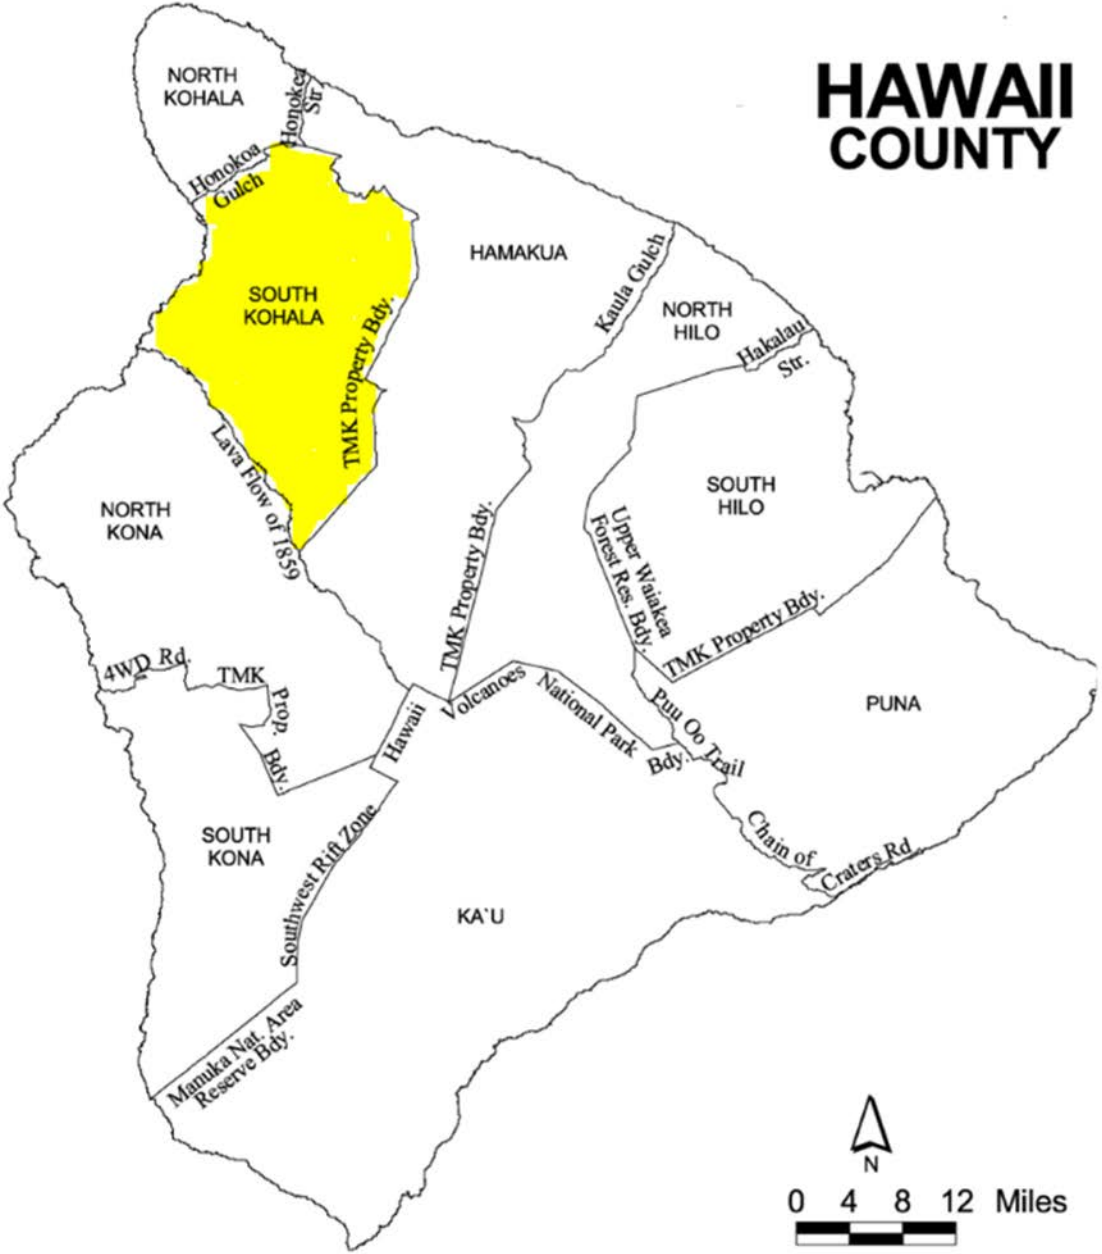 HAWAII
COUNTY
NORTH
KOHALA
Honokea
Str.
Honokoa
Gulch
HAMAKUA
Kaula Gulch
SOUTH
KOHALA
NORTH
HILO
Hakalau
Str.
TMK Property Bdy.
Lava Flow of 1859
NORTH
KONA
SOUTH
HILO
TMK Property Bdy.
Upper Waiakea
Forest Res. Bdy.
TMK Property Bdy.
4WD Rd.
TMK
Prop.
Bdy.
Hawaii
Volcanoes
National Park
Bdy.
Puu Oo Trail
PUNA
SOUTH
KONA
Southwest Rift Zone
Chain of
Craters Rd
KA`U
Manuka Nat. Area
Reserve Bdy.
N
0 4 8 12 Miles